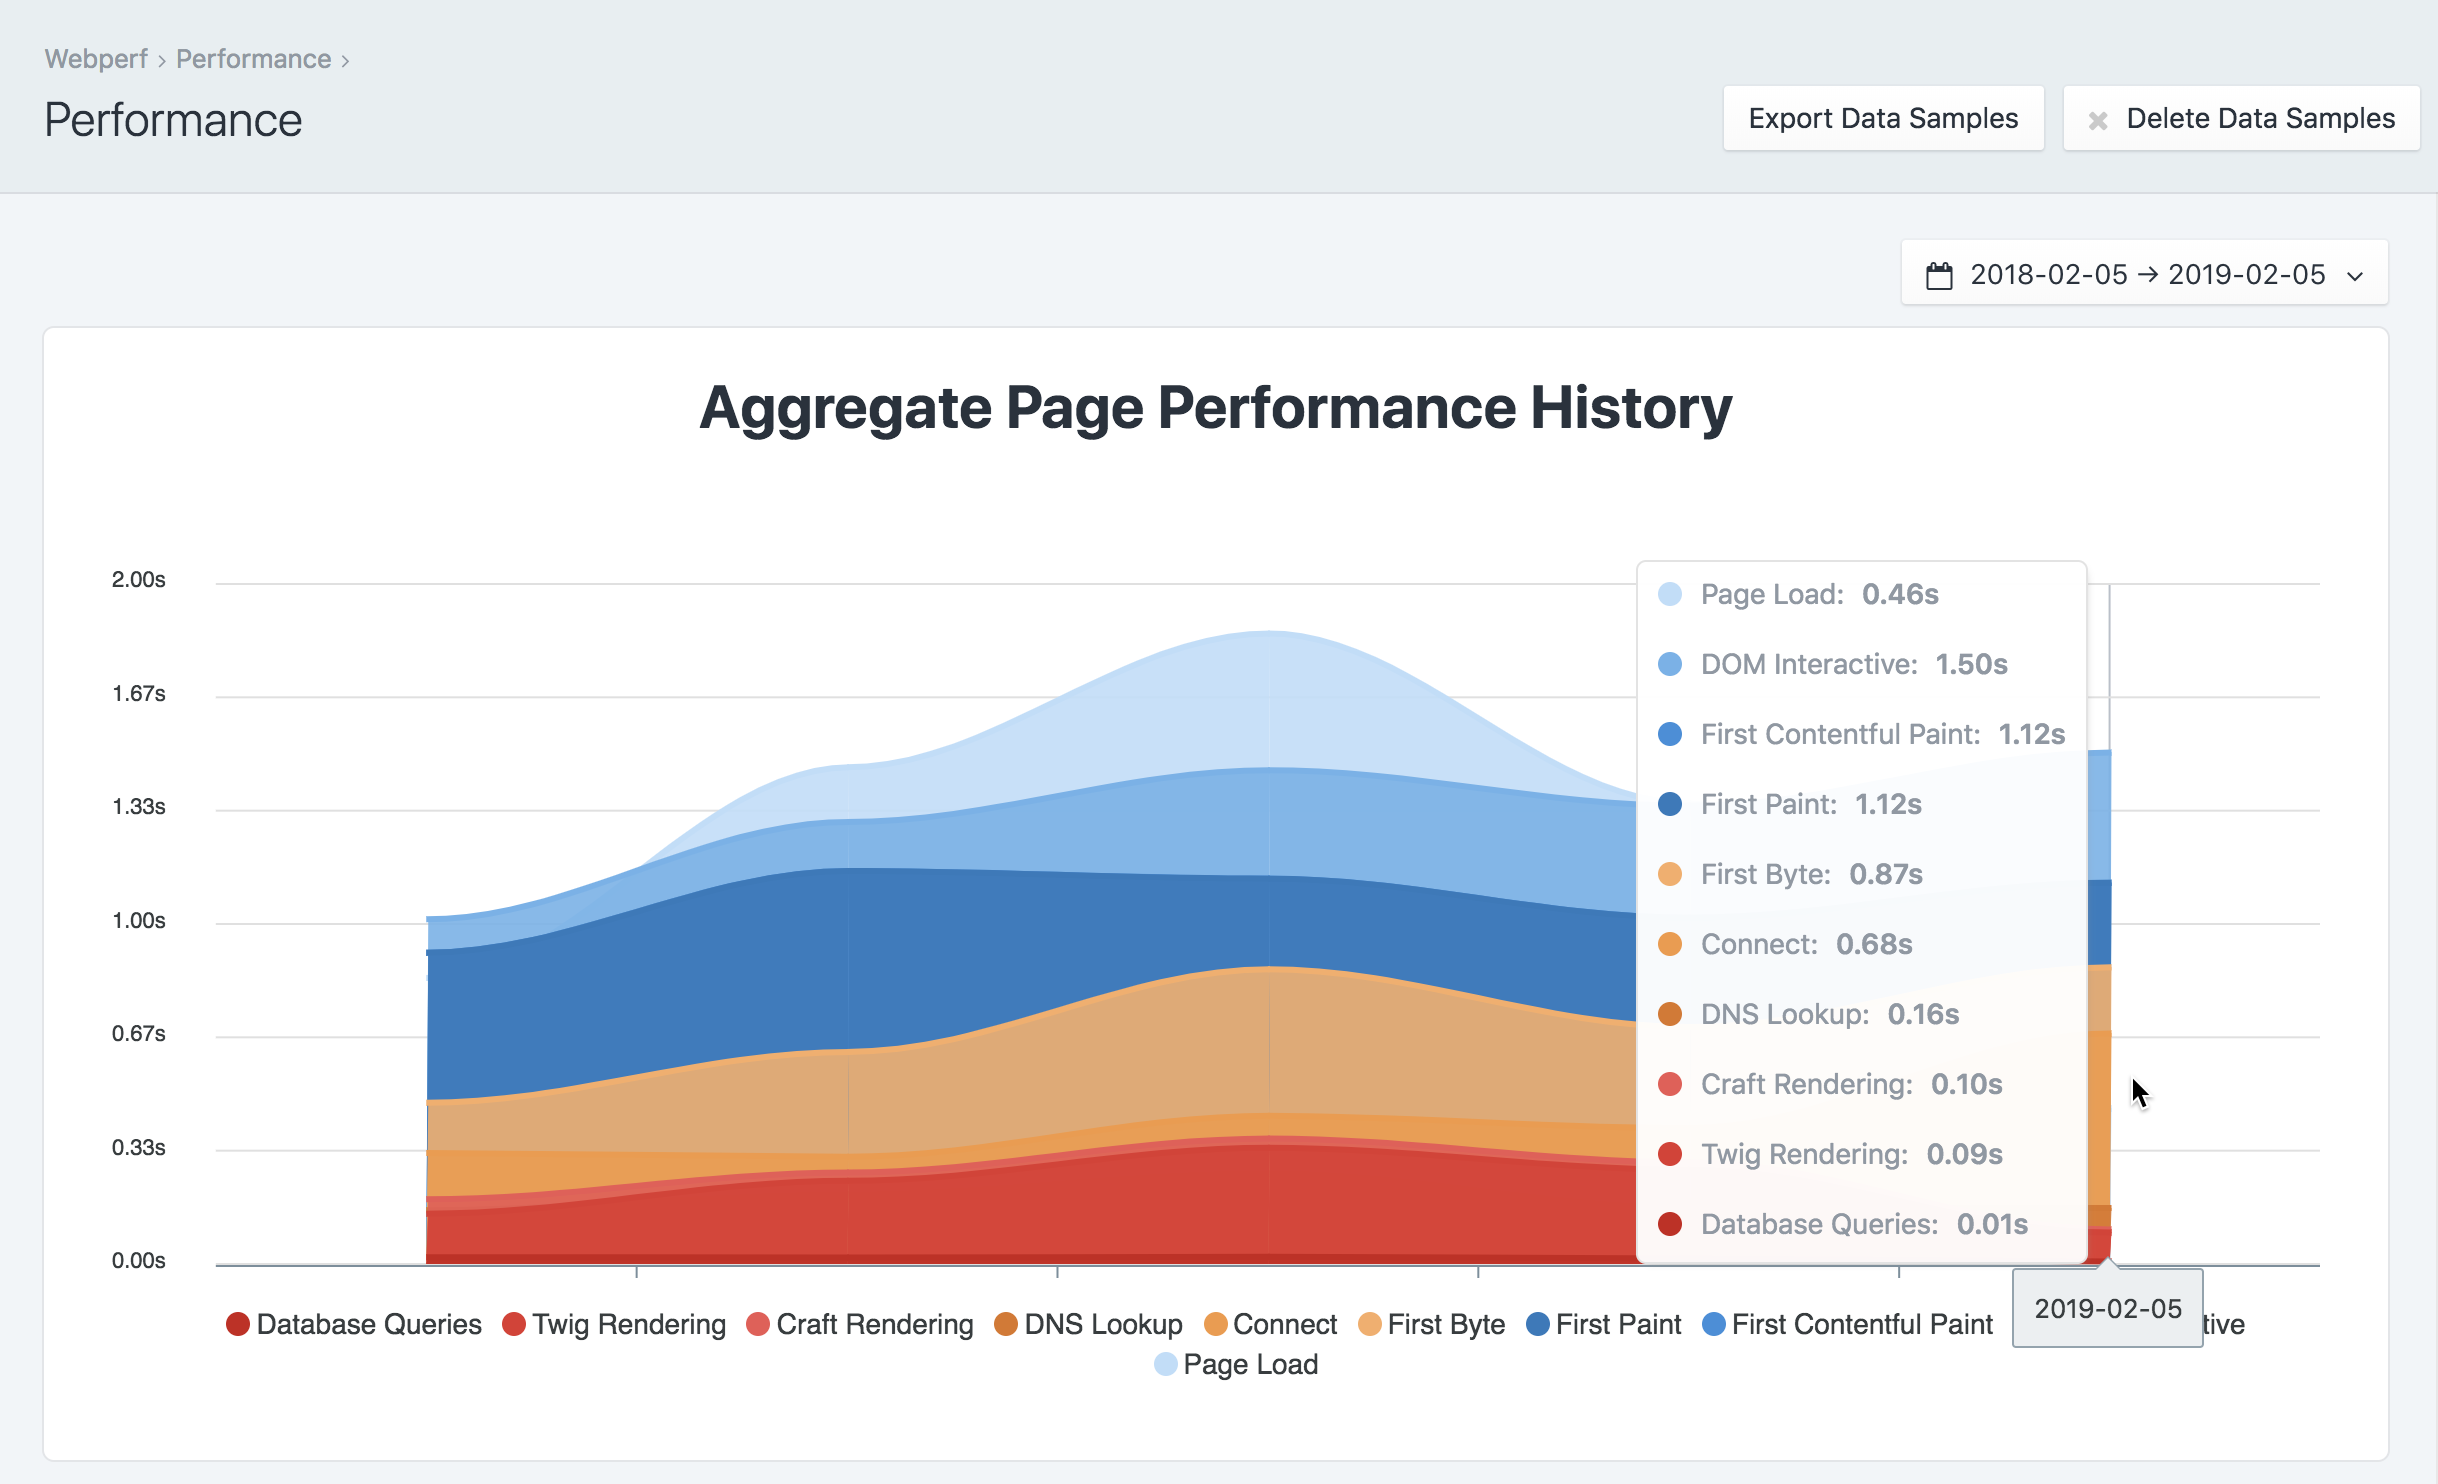 Webperf › Performance ›
Performance
Export Data Samples
Delete Data Samples
2018-02-05 → 2019-02-05
Aggregate Page Performance History
2.00s
1.67s
1.33s
1.00s
0.67s
0.33s
0.00s
Page Load: 0.46s
DOM Interactive: 1.50s
First Contentful Paint: 1.12s
First Paint: 1.12s
First Byte: 0.87s
Connect: 0.68s
DNS Lookup: 0.16s
Craft Rendering: 0.10s
Twig Rendering: 0.09s
Database Queries: 0.01s
2019-02-05
Database Queries Twig Rendering Craft Rendering DNS Lookup Connect First Byte First Paint First Contentful Paint tive
Page Load